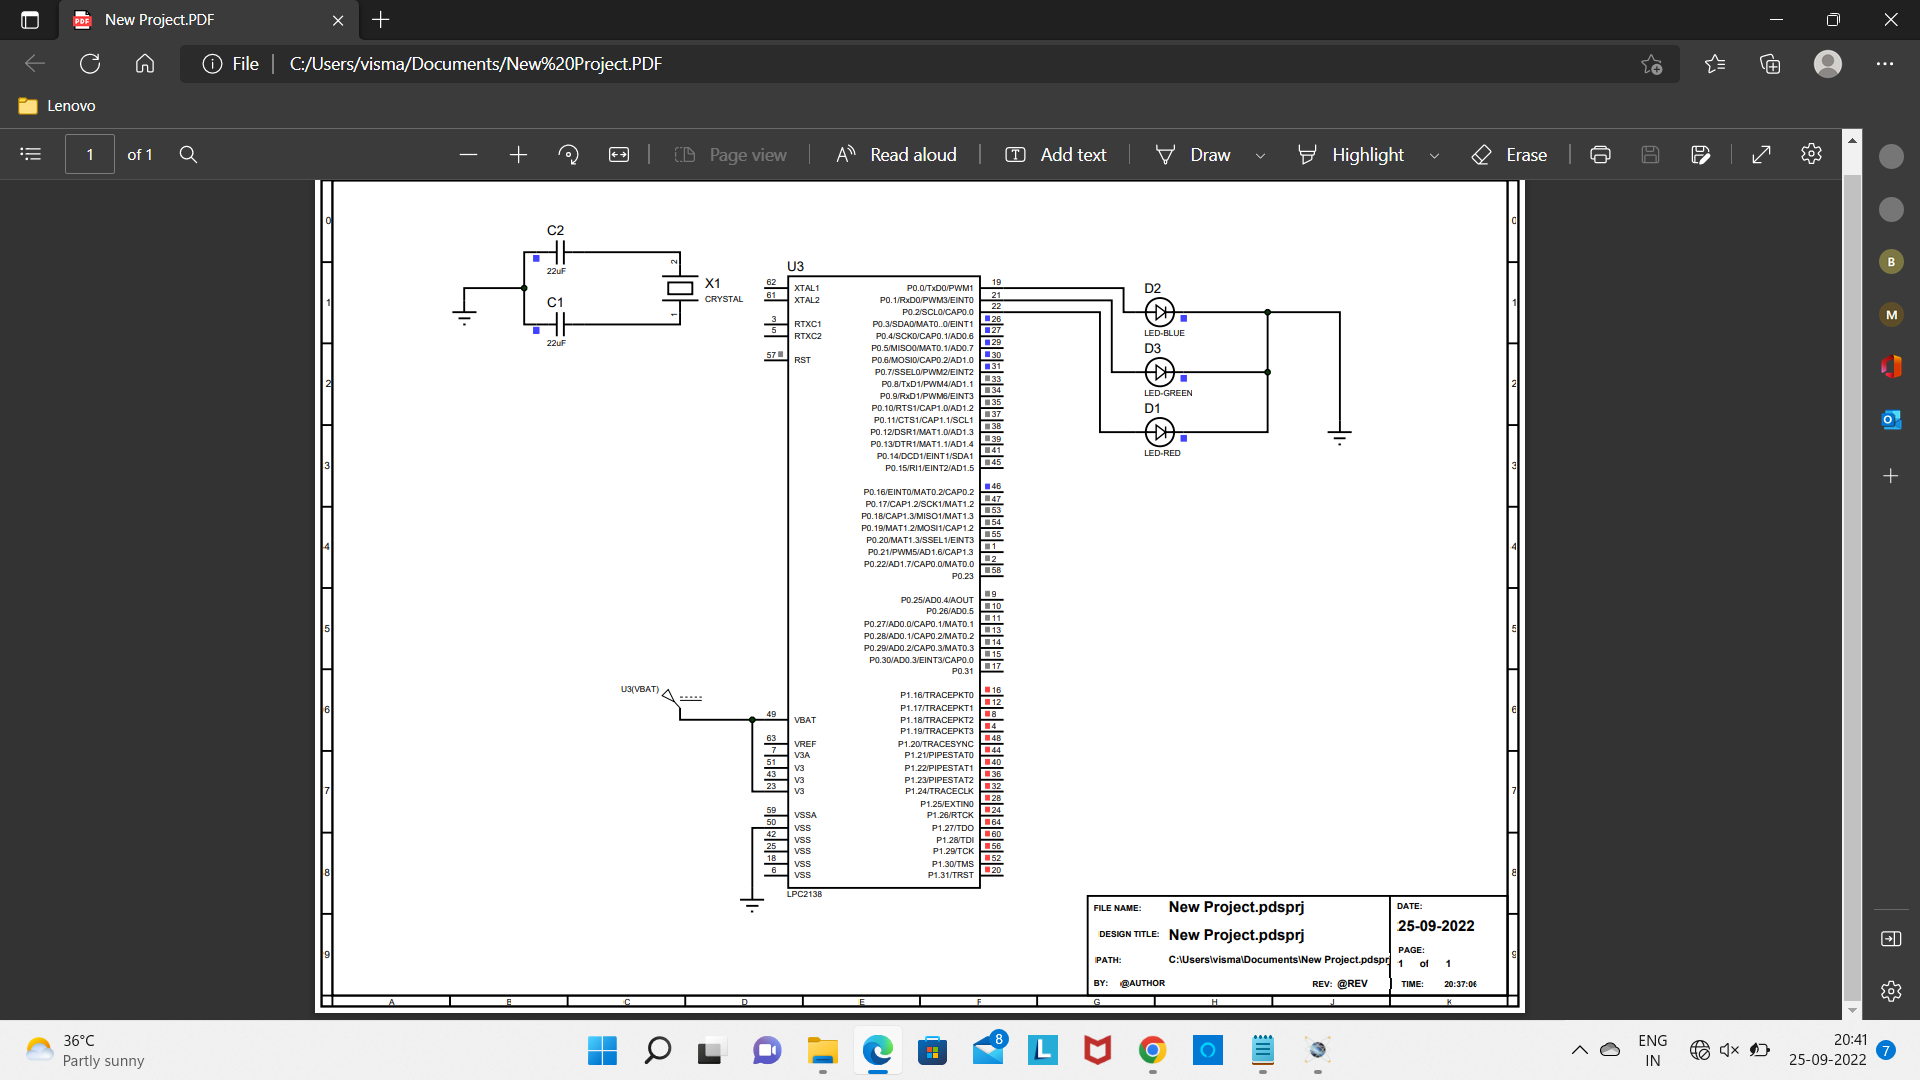 New Project.PDF
File C:/Users/visma/Documents/New%20Project.PDF
Lenovo
1 of 1 Page view Read aloud Add text Draw Highlight Erase
B
M
0 0
1 1
2 2
3 3
4 4
5 5
6 6
7 7
8 8
9 9
C2
22uF
C1
22uF
2
1
X1
CRYSTAL
U3
62 XTAL1
61 XTAL2
3 RTXC1
5 RTXC2
57 RST
P0.0/TxD0/PWM1 19
P0.1/RxD0/PWM3/EINT0 21
P0.2/SCL0/CAP0.0 22
P0.3/SDA0/MAT0..0/EINT1 26
P0.4/SCK0/CAP0.1/AD0.6 27
P0.5/MISO0/MAT0.1/AD0.7 29
P0.6/MOSI0/CAP0.2/AD1.0 30
P0.7/SSEL0/PWM2/EINT2 31
P0.8/TxD1/PWM4/AD1.1 33
P0.9/RxD1/PWM6/EINT3 34
P0.10/RTS1/CAP1.0/AD1.2 35
P0.11/CTS1/CAP1.1/SCL1 37
P0.12/DSR1/MAT1.0/AD1.3 38
P0.13/DTR1/MAT1.1/AD1.4 39
P0.14/DCD1/EINT1/SDA1 41
P0.15/RI1/EINT2/AD1.5 45
P0.16/EINT0/MAT0.2/CAP0.2 46
P0.17/CAP1.2/SCK1/MAT1.2 47
P0.18/CAP1.3/MISO1/MAT1.3 53
P0.19/MAT1.2/MOSI1/CAP1.2 54
P0.20/MAT1.3/SSEL1/EINT3 55
P0.21/PWM5/AD1.6/CAP1.3 1
P0.22/AD1.7/CAP0.0/MAT0.0 2
P0.23 58
P0.25/AD0.4/AOUT 9
P0.26/AD0.5 10
P0.27/AD0.0/CAP0.1/MAT0.1 11
P0.28/AD0.1/CAP0.2/MAT0.2 13
P0.29/AD0.2/CAP0.3/MAT0.3 14
P0.30/AD0.3/EINT3/CAP0.0 15
P0.31 17
P1.16/TRACEPKT0 16
P1.17/TRACEPKT1 12
P1.18/TRACEPKT2 8
P1.19/TRACEPKT3 4
P1.20/TRACESYNC 48
P1.21/PIPESTAT0 44
P1.22/PIPESTAT1 40
P1.23/PIPESTAT2 36
P1.24/TRACECLK 32
P1.25/EXTIN0 28
P1.26/RTCK 24
P1.27/TDO 64
P1.28/TDI 60
P1.29/TCK 56
P1.30/TMS 52
P1.31/TRST 20
U3(VBAT)
49 VBAT
63 VREF
7 V3A
51 V3
43 V3
23 V3
59 VSSA
50 VSS
42 VSS
25 VSS
18 VSS
6 VSS
LPC2138
D2
LED-BLUE
D3
LED-GREEN
D1
LED-RED
FILE NAME: New Project.pdsprj
DESIGN TITLE: New Project.pdsprj
PATH: C:\Users\visma\Documents\New Project.pdsprj
BY: @AUTHOR REV: @REV
DATE:
25-09-2022
PAGE:
1 of 1
TIME: 20:37:06
A B C D E F G H J K
36°C
Partly sunny
8
L
ENG
IN
20:41
25-09-2022
7